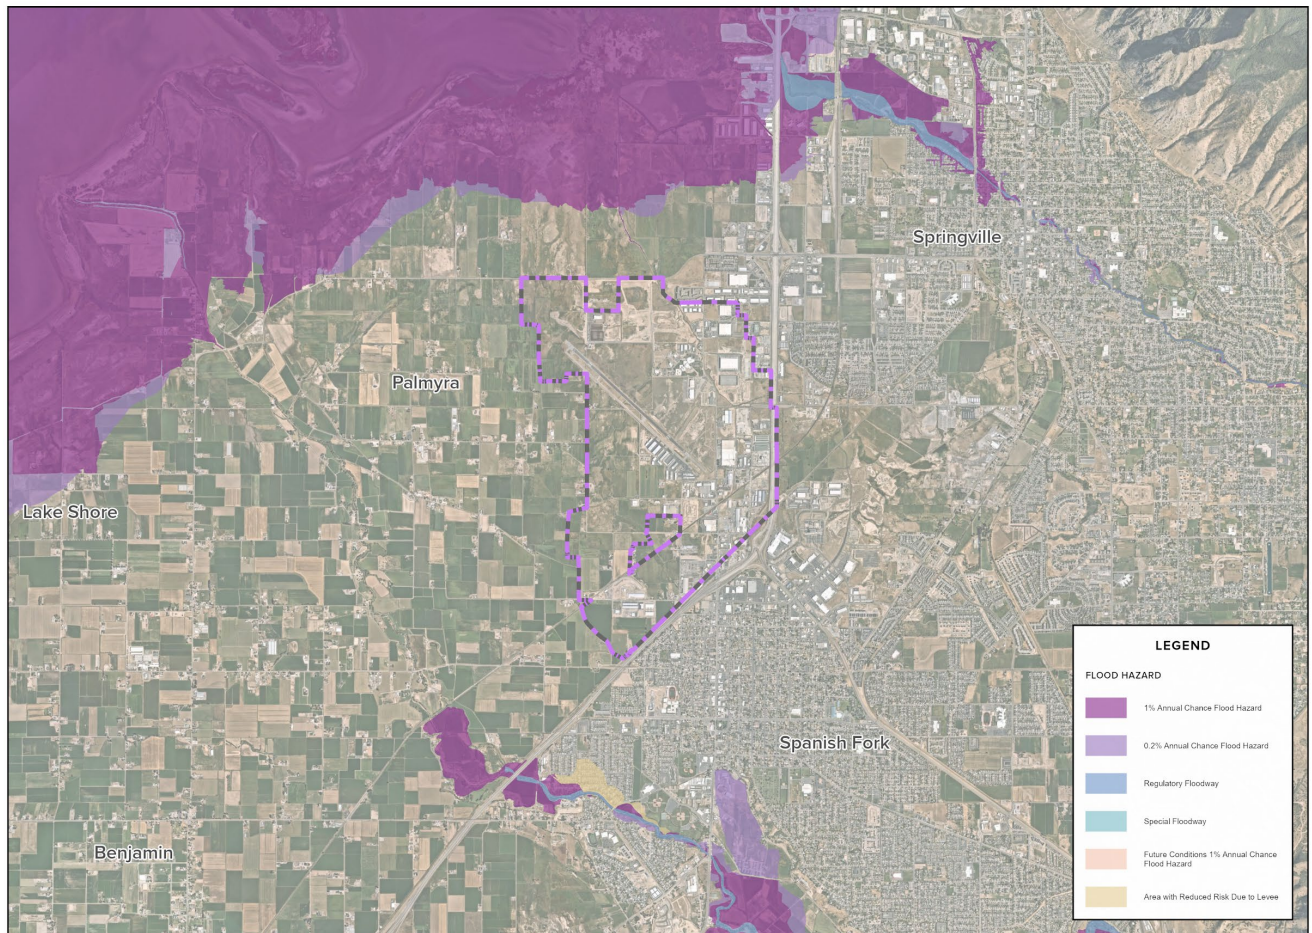 Springville
Palmyra
Lake Shore
Spanish Fork
Benjamin
LEGEND
FLOOD HAZARD
1% Annual Chance Flood Hazard
0.2% Annual Chance Flood Hazard
Regulatory Floodway
Special Floodway
Future Conditions 1% Annual Chance
Flood Hazard
Area with Reduced Risk Due to Levee